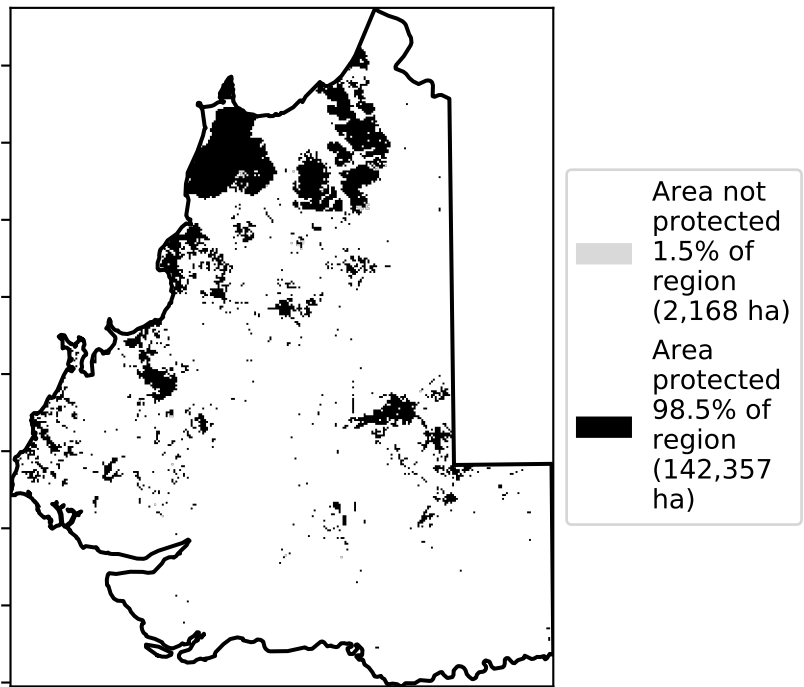 Area not
protected
1.5% of
region
(2,168 ha)
Area
protected
98.5% of
region
(142,357
ha)